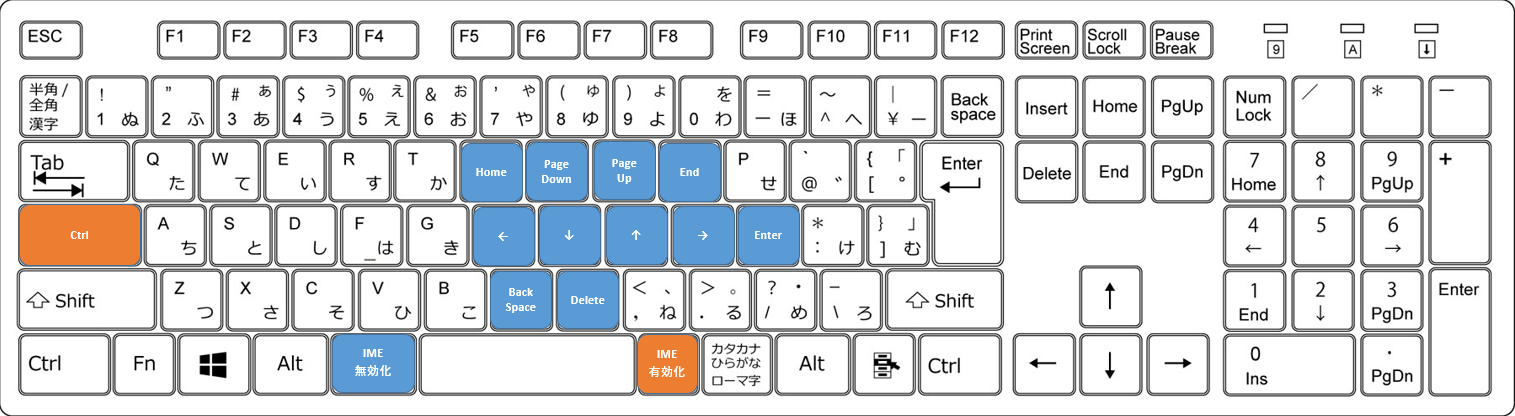 ESC F1 F2 F3 F4 F5 F6 F7 F8 F9 F10 F11 F12 Print Scroll Pause
Screen Lock Break 9 A ↓
半角 / ! " # ぁ $ ぅ % ぇ & ぉ ' ゃ ( ゅ ) ょ を = ~ | Back Insert Home PgUp Num / * -
全角 1 ぬ 2 ふ 3 あ 4 う 5 え 6 お 7 や 8 ゆ 9 よ 0 わ ー ほ ^ へ ¥ ー space Lock
漢字
Tab Q W E R T Home Page Page End P ` { 「 Enter Delete End PgDn 7 8 9 +
た て い す か Down Up せ @ ゛ [ ° Home ↑ PgUp
Ctrl A S D F G ← ↓ ↑ → Enter * } 」 4 5 6
ち と し _は き : け ] む ← →
Shift Z X C V B Back Delete < 、 > 。 ? ・ _ Shift ↑ 1 2 3 Enter
つ さ そ ひ こ Space , ね . る / め \ ろ End ↓ PgDn
Ctrl Fn Alt IME IME カタカナ Alt Ctrl ← ↓ → 0 .
無効化 有効化 ひらがな Ins PgDn
ローマ字